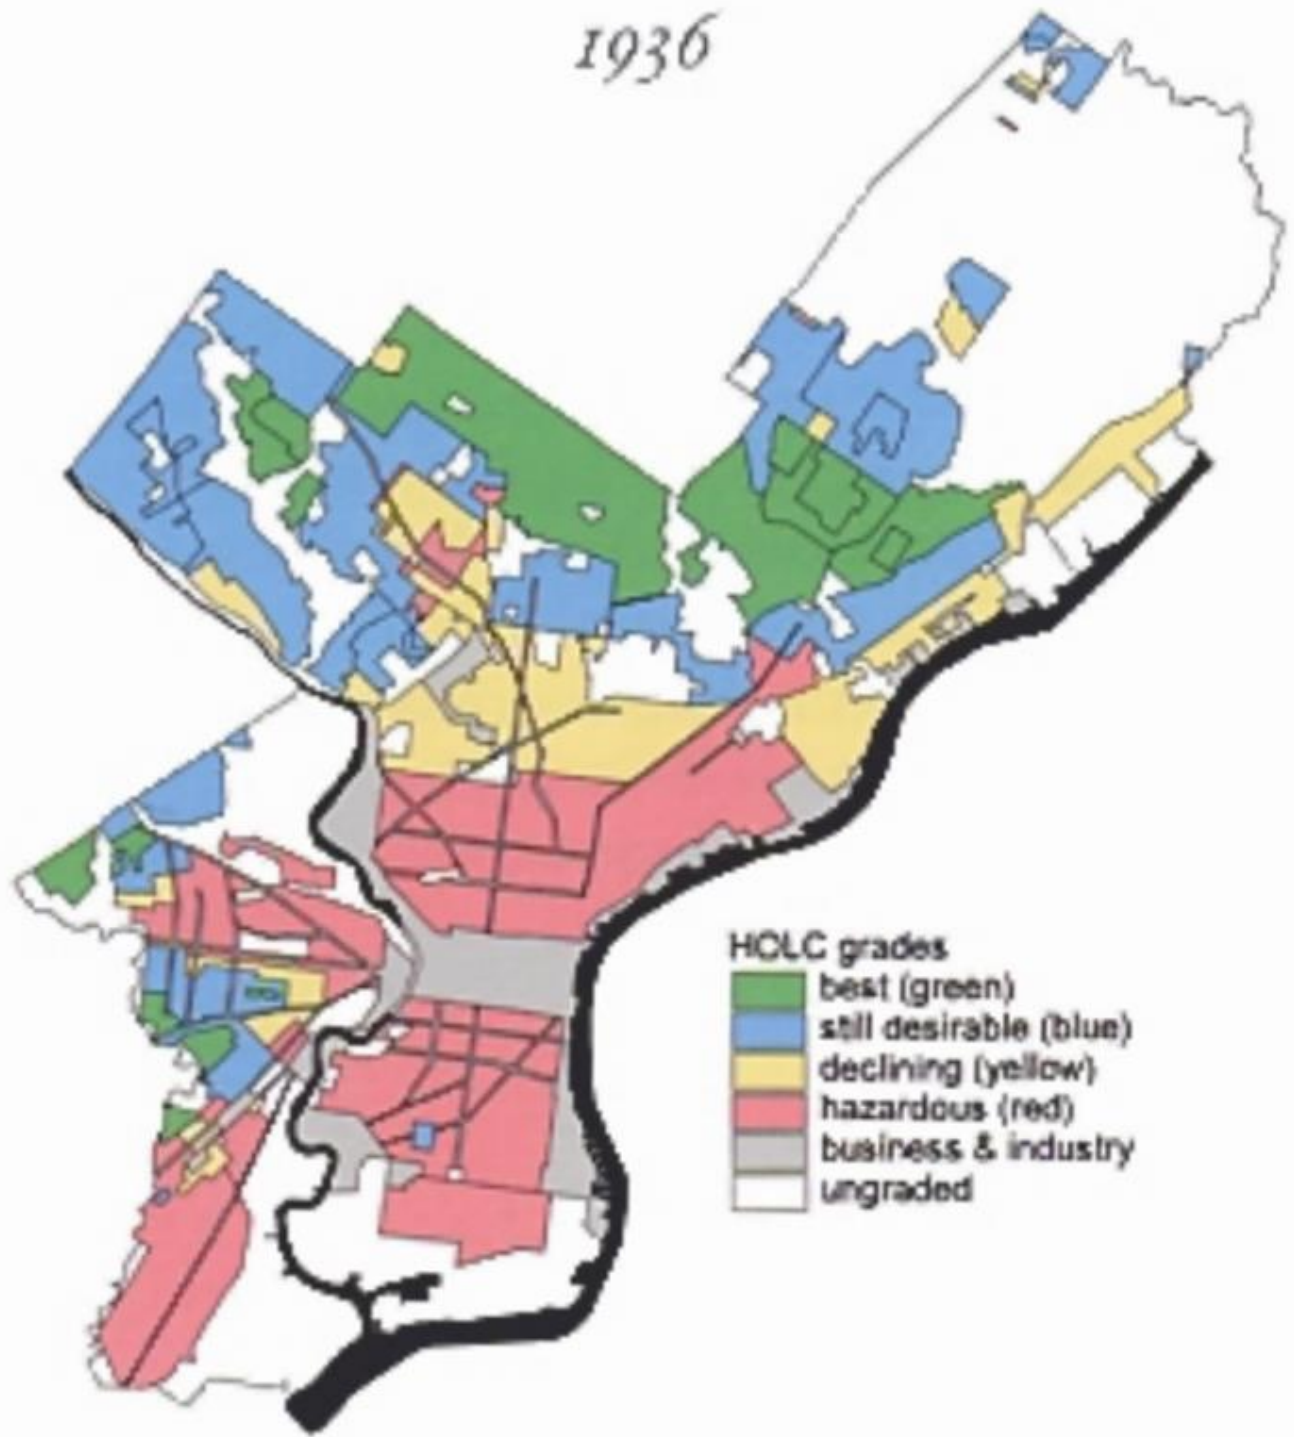 1936
HOLC grades
best (green)
still desirable (blue)
declining (yellow)
hazardous (red)
business & industry
ungraded